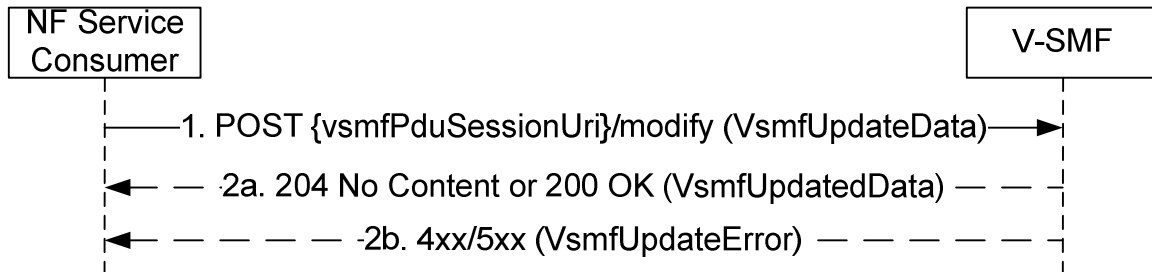 NF Service
Consumer
V-SMF
1. POST {vsmfPduSessionUri}/modify (VsmfUpdateData)
2a. 204 No Content or 200 OK (VsmfUpdatedData)
2b. 4xx/5xx (VsmfUpdateError)